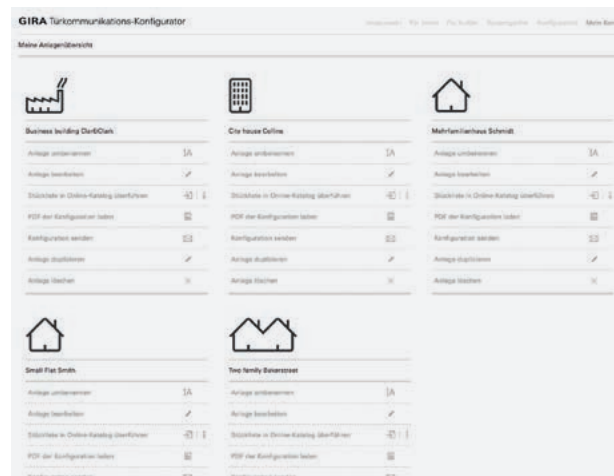 GIRA Türkommunikations-Konfigurator
Meine Anlagenübersicht
Business building Clar&Clark
City house Collins
Mehrfamilienhaus Schmidt
Anlage umbenennen
Anlage umbenennen
Anlage umbenennen
Anlage bearbeiten
Anlage bearbeiten
Anlage bearbeiten
Stückliste in Online-Katalog überführen
Stückliste in Online-Katalog überführen
Stückliste in Online-Katalog überführen
PDF der Konfiguration laden
PDF der Konfiguration laden
PDF der Konfiguration laden
Konfiguration senden
Konfiguration senden
Konfiguration senden
Anlage duplizieren
Anlage duplizieren
Anlage duplizieren
Anlage löschen
Anlage löschen
Anlage löschen
Small Flat Smith
Two family Bakerstreet
Anlage umbenennen
Anlage umbenennen
Anlage bearbeiten
Anlage bearbeiten
Stückliste in Online-Katalog überführen
Stückliste in Online-Katalog überführen
PDF der Konfiguration laden
PDF der Konfiguration laden